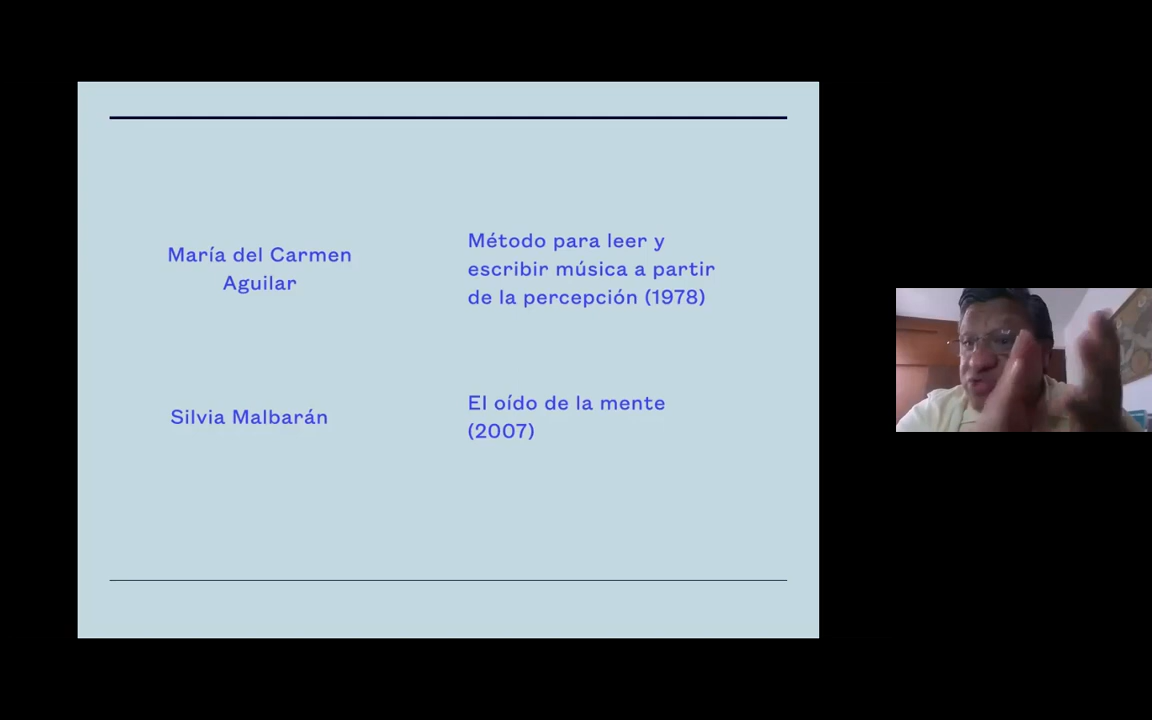 María del Carmen
Aguilar
Método para leer y
escribir música a partir
de la percepción (1978)
Silvia Malbarán
El oído de la mente
(2007)